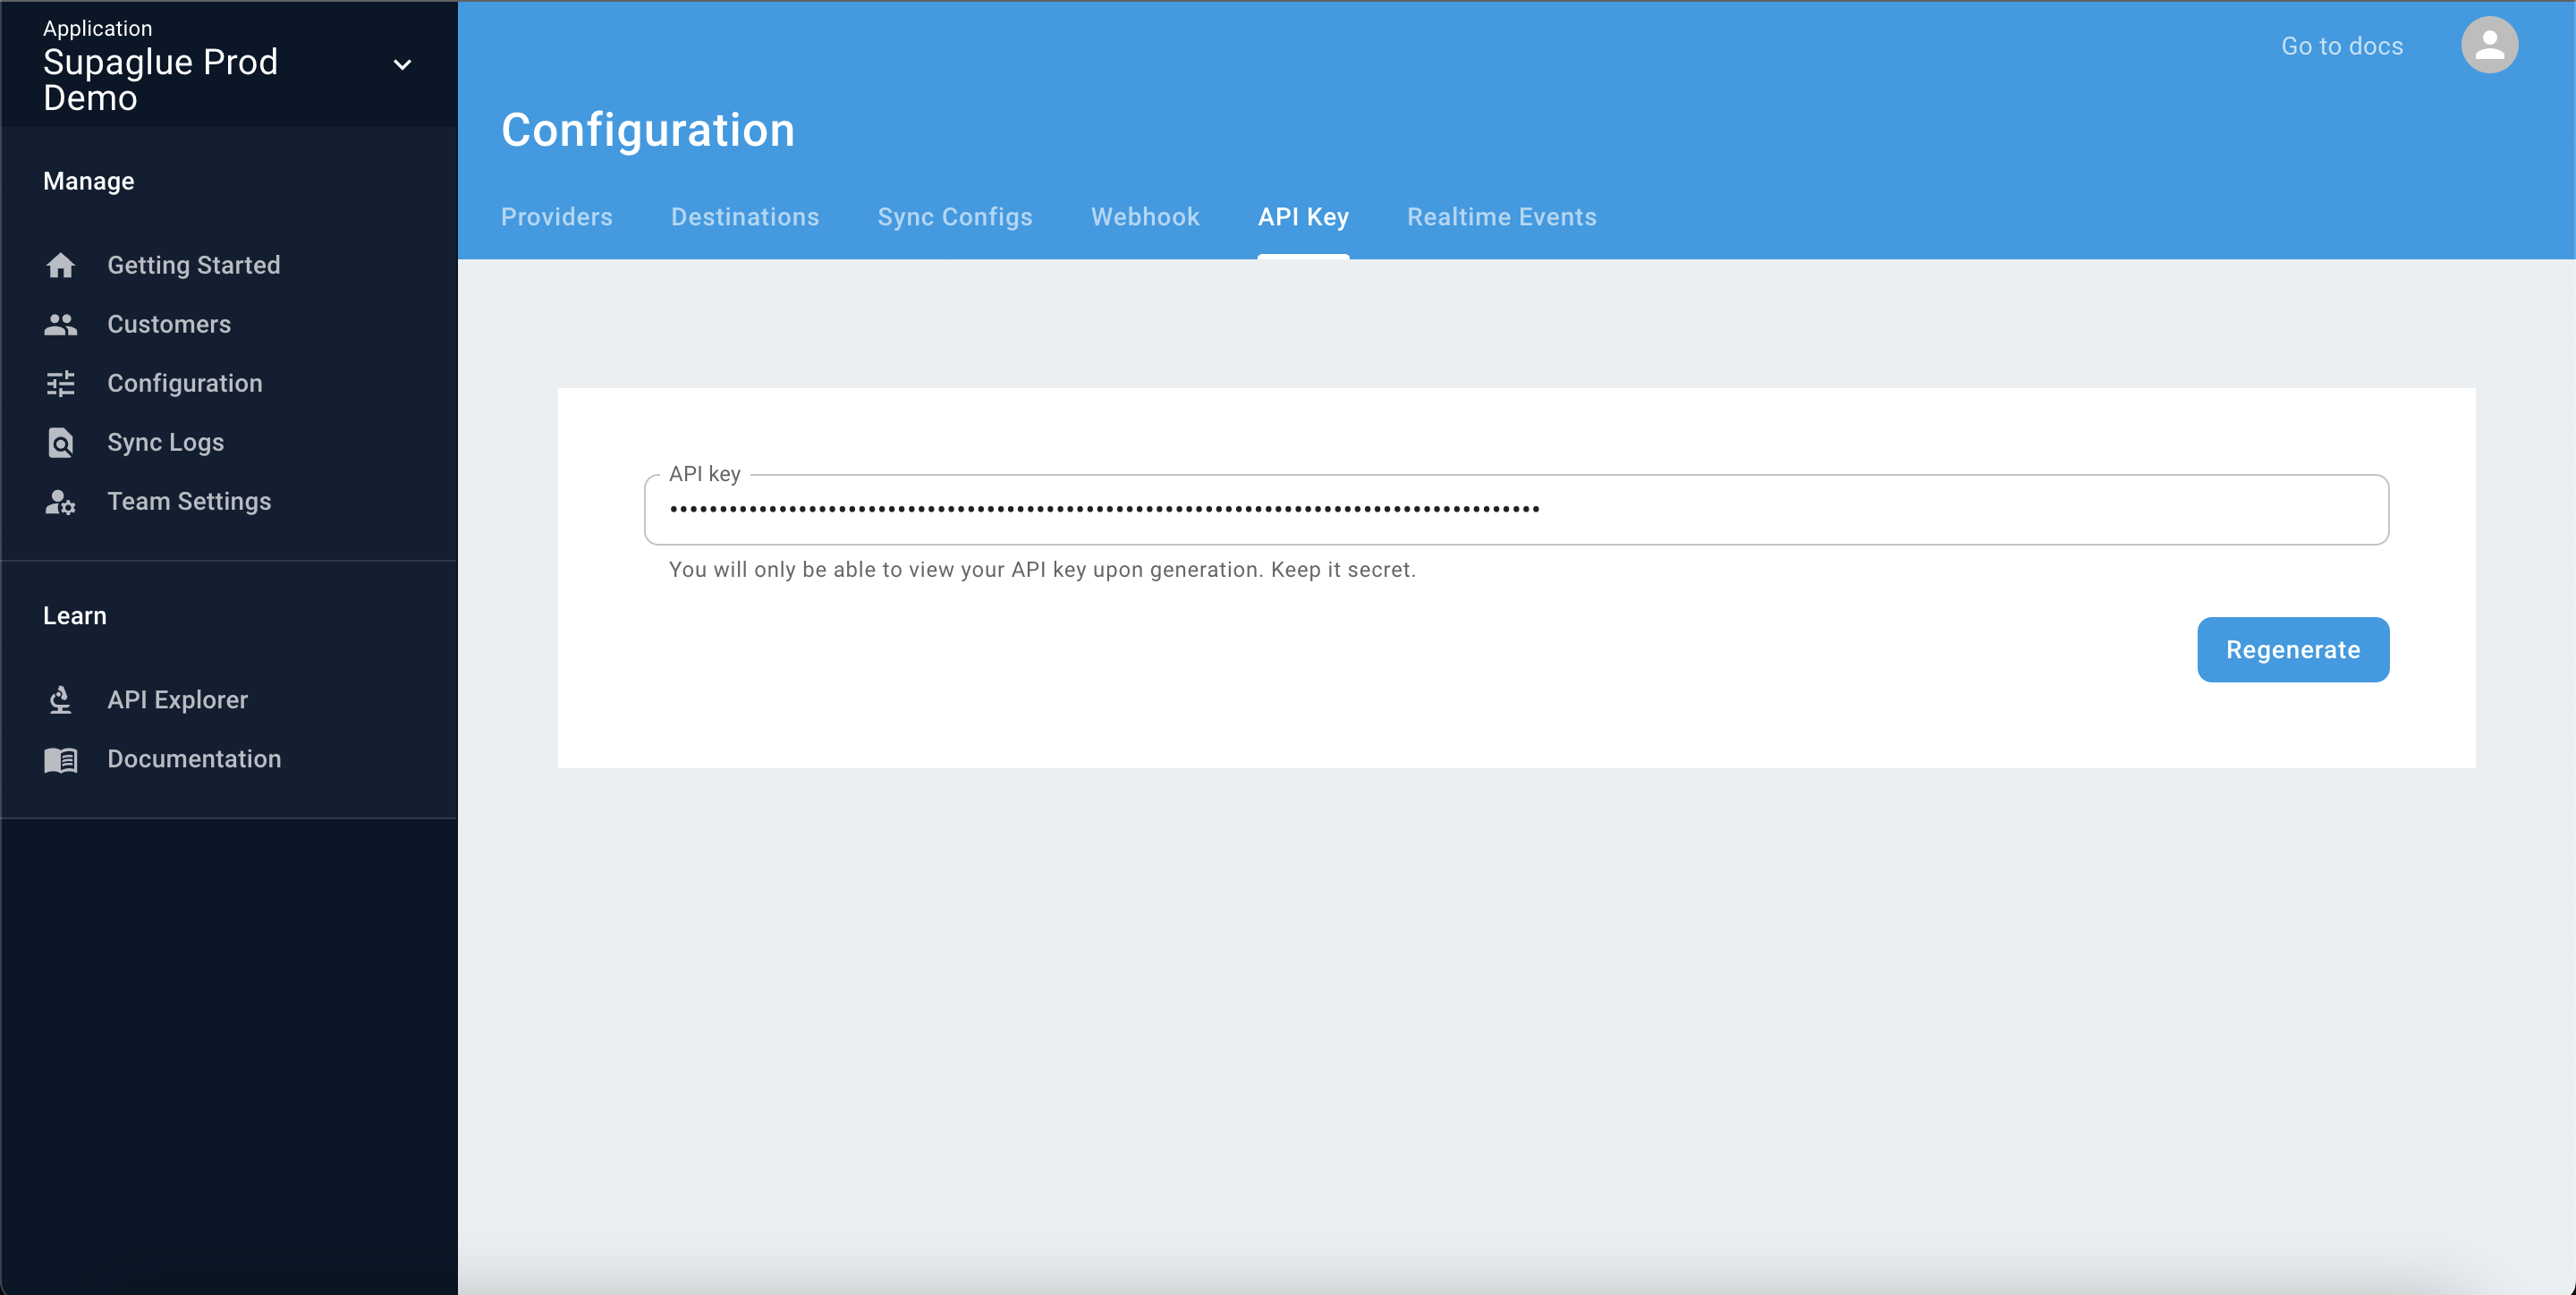 Application
Supaglue Prod
Demo
Manage
Getting Started
Customers
Configuration
Sync Logs
Team Settings
Learn
API Explorer
Documentation
Go to docs
Configuration
Providers Destinations Sync Configs Webhook API Key Realtime Events
API key
You will only be able to view your API key upon generation. Keep it secret.
Regenerate